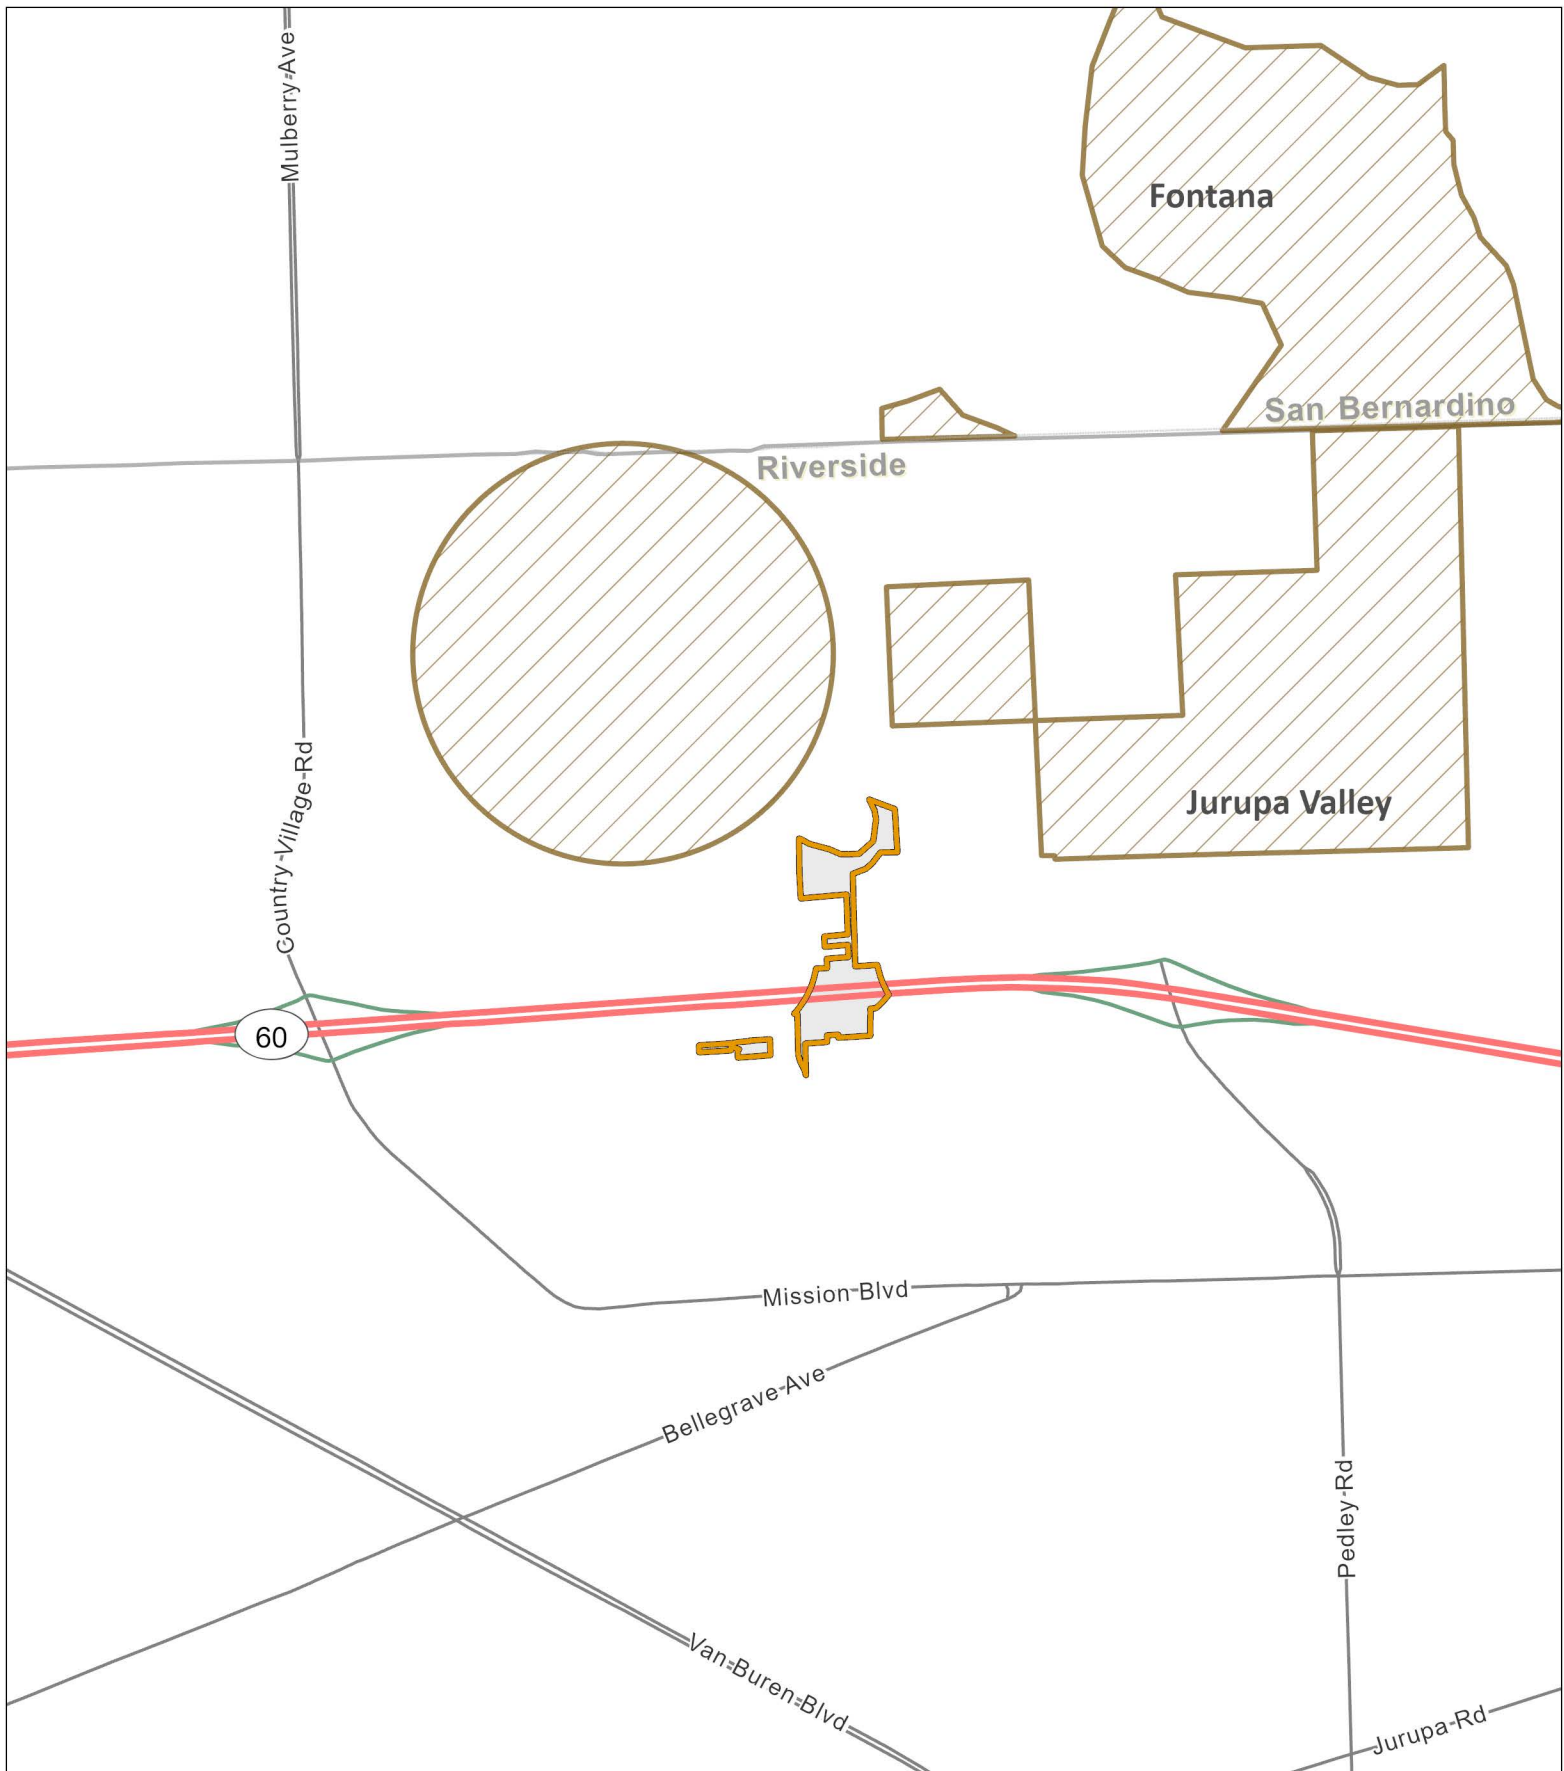 Mulberry Ave
Fontana
San Bernardino
Riverside
Jurupa Valley
Country Village Rd
60
Mission Blvd
Bellegrave Ave
Pedley Rd
Van Buren Blvd
Jurupa Rd